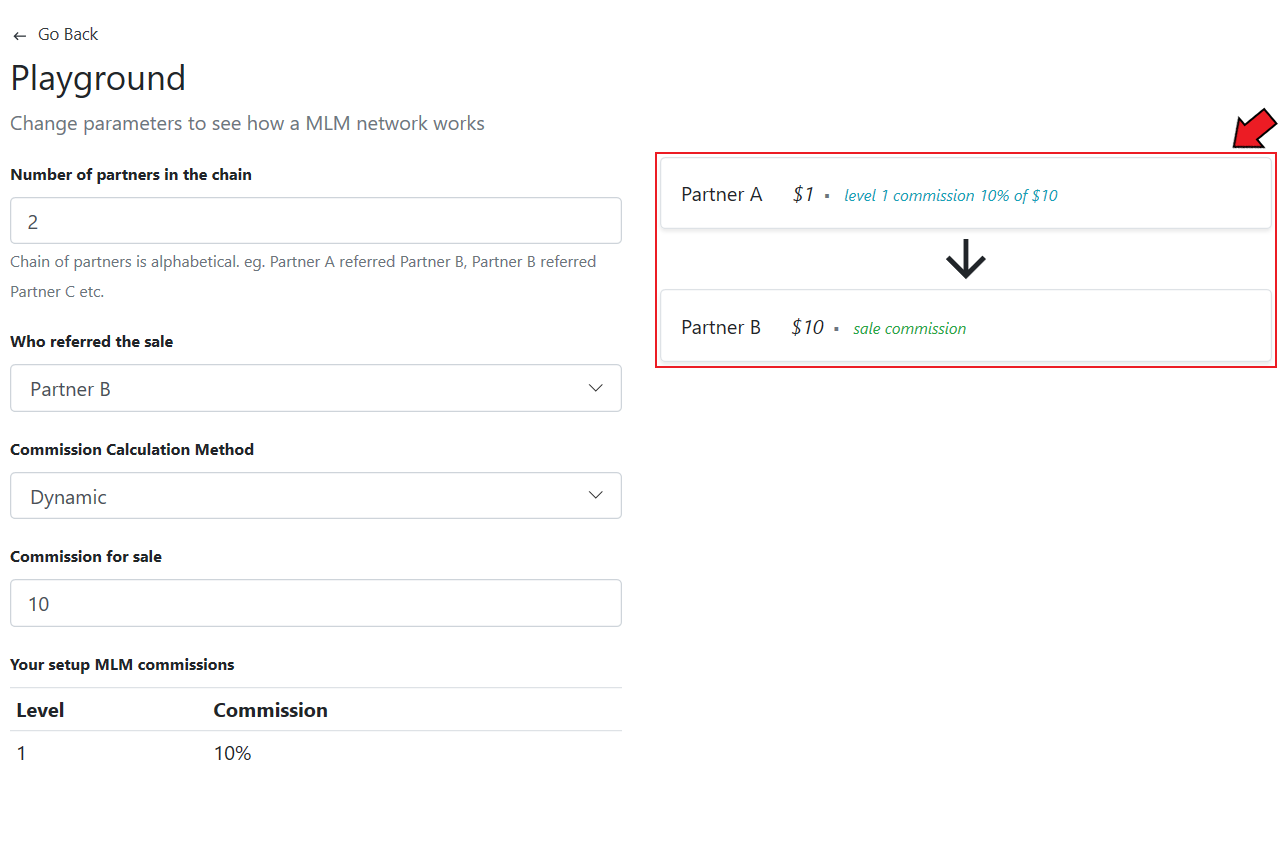 ← Go Back
Playground
Change parameters to see how a MLM network works
Number of partners in the chain
2
Chain of partners is alphabetical. eg. Partner A referred Partner B, Partner B referred
Partner C etc.
Who referred the sale
Partner B
Commission Calculation Method
Dynamic
Commission for sale
10
Your setup MLM commissions
Level Commission
1 10%
Partner A $1 ▪ level 1 commission 10% of $10
Partner B $10 ▪ sale commission